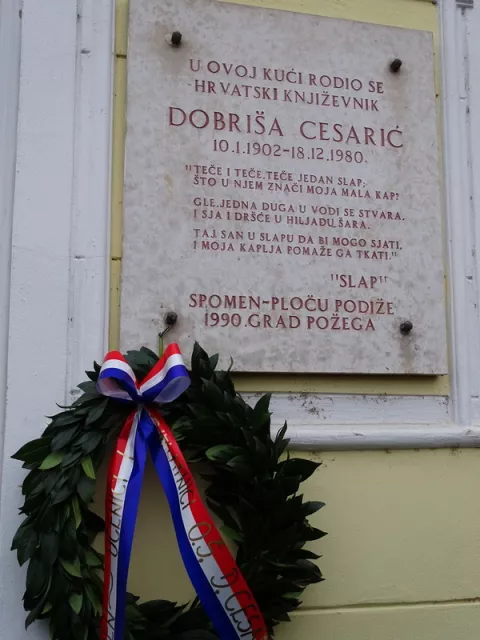 U OVOJ KUĆI RODIO SE
HRVATSKI KNJIŽEVNIK
DOBRIŠA CESARIĆ
10.1.1902-18.12.1980.
"TEČE I TEČE, TEČE JEDAN SLAP;
ŠTO U NJEM ZNAČI MOJA MALA KAP?
GLE, JEDNA DUGA U VODI SE STVARA,
I SJA I DRŠĆE U HILJADU ŠARA.
TAJ SAN U SLAPU DA BI MOGO SJATI,
I MOJA KAPLJA POMAŽE GA TKATI."
"SLAP"
SPOMEN-PLOČU PODIŽE
1990. GRAD POŽEGA
UČENICI
O.Š. D. CESA